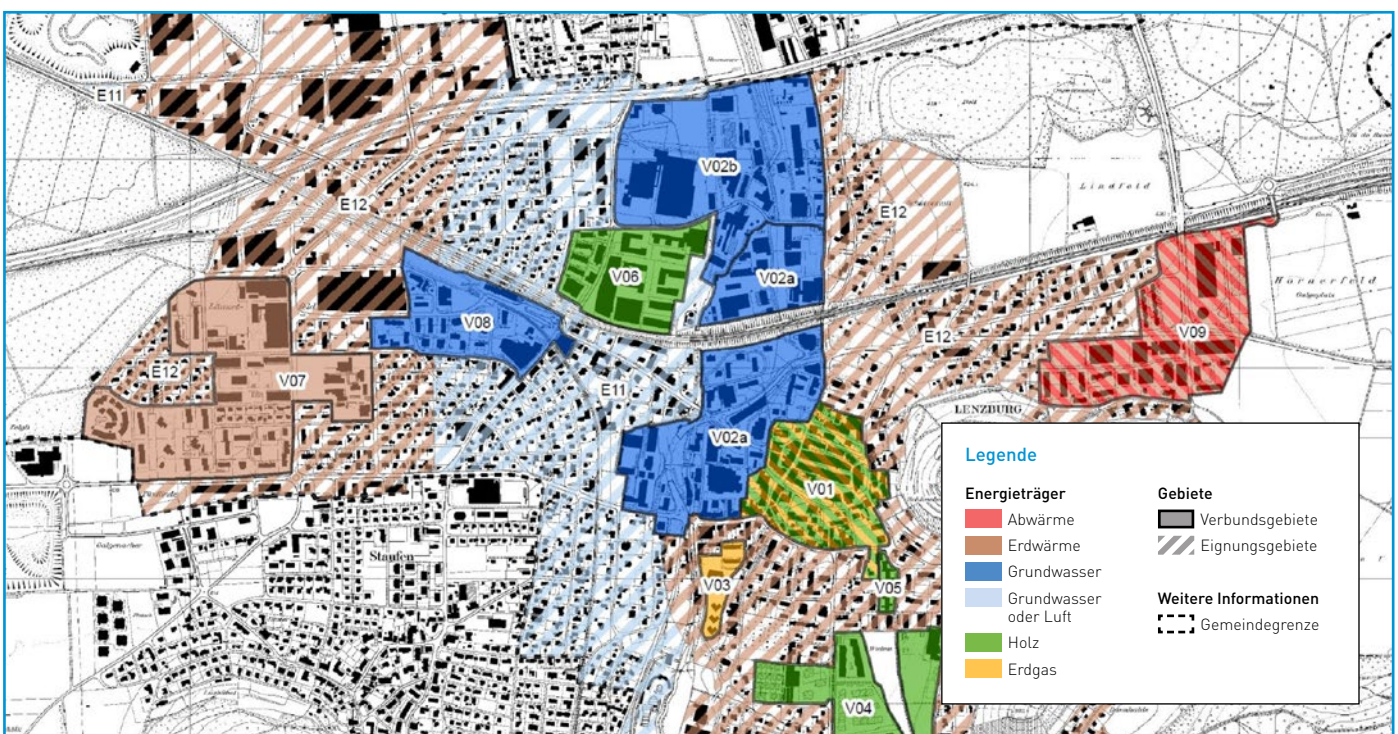 E11
E12
V02b
Lindfeld
E12
V06
V02a
Hornerfeld
V08
E12
V09
E12
V07
E11
LENZBURG
V02a
V01
Staufen
V03
V05
V04
Legende
Energieträger
Abwärme
Erdwärme
Grundwasser
Grundwasser
oder Luft
Holz
Erdgas
Gebiete
Verbundsgebiete
Eignungsgebiete
Weitere Informationen
Gemeindegrenze